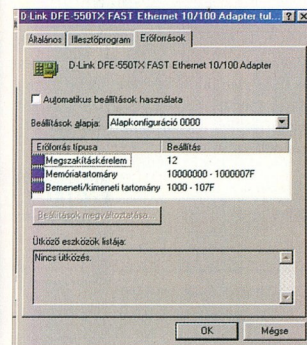 D-Link DFE-550TX FAST Ethernet 10/100 Adapter tul... ? ×
Általános Illesztőprogram Erőforrások
D-Link DFE-550TX FAST Ethernet 10/100 Adapter
Automatikus beállítások használata
Beállítások alapja: Alapkonfiguráció 0000
Erőforrás típusa Beállítás
Megszakításkérelem 12
Memóriatartomány 10000000 - 1000007F
Bemeneti/kimeneti tartomány 1000 - 107F
Beállítások megváltoztatása...
Ütköző eszközök listája:
Nincs ütközés.
OK Mégse